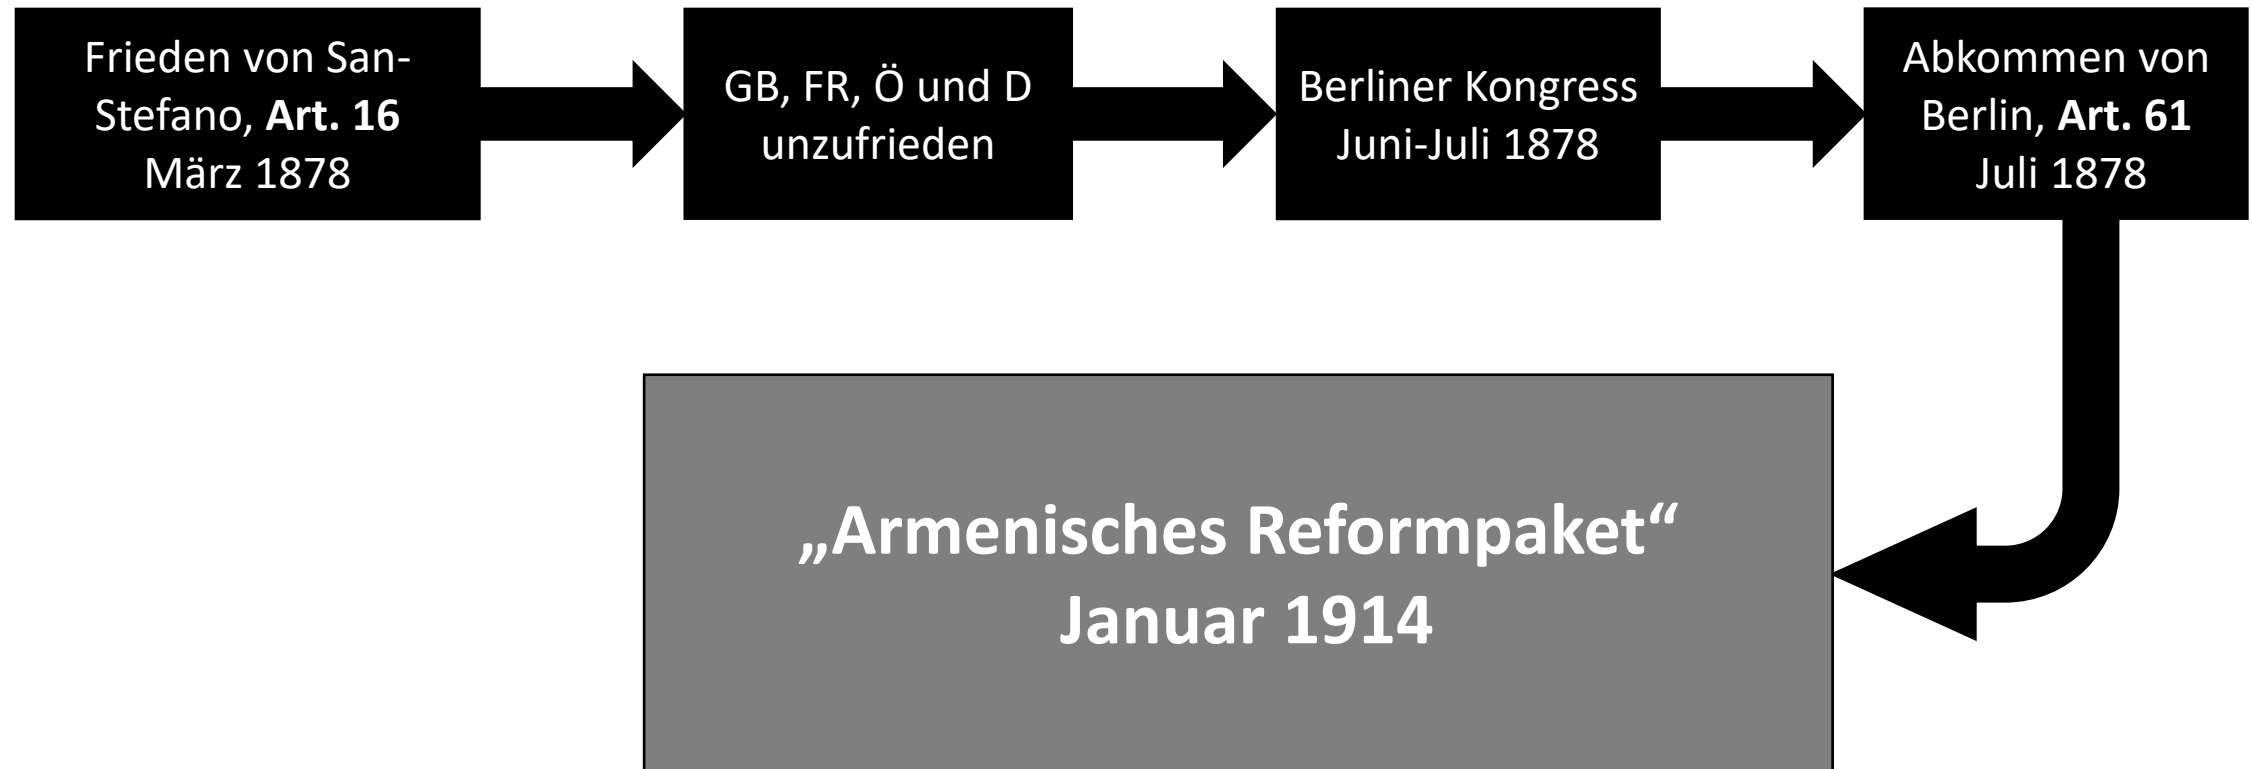 Frieden von San-
Stefano, Art. 16
März 1878
GB, FR, Ö und D
unzufrieden
Berliner Kongress
Juni-Juli 1878
Abkommen von
Berlin, Art. 61
Juli 1878
„Armenisches Reformpaket“
Januar 1914